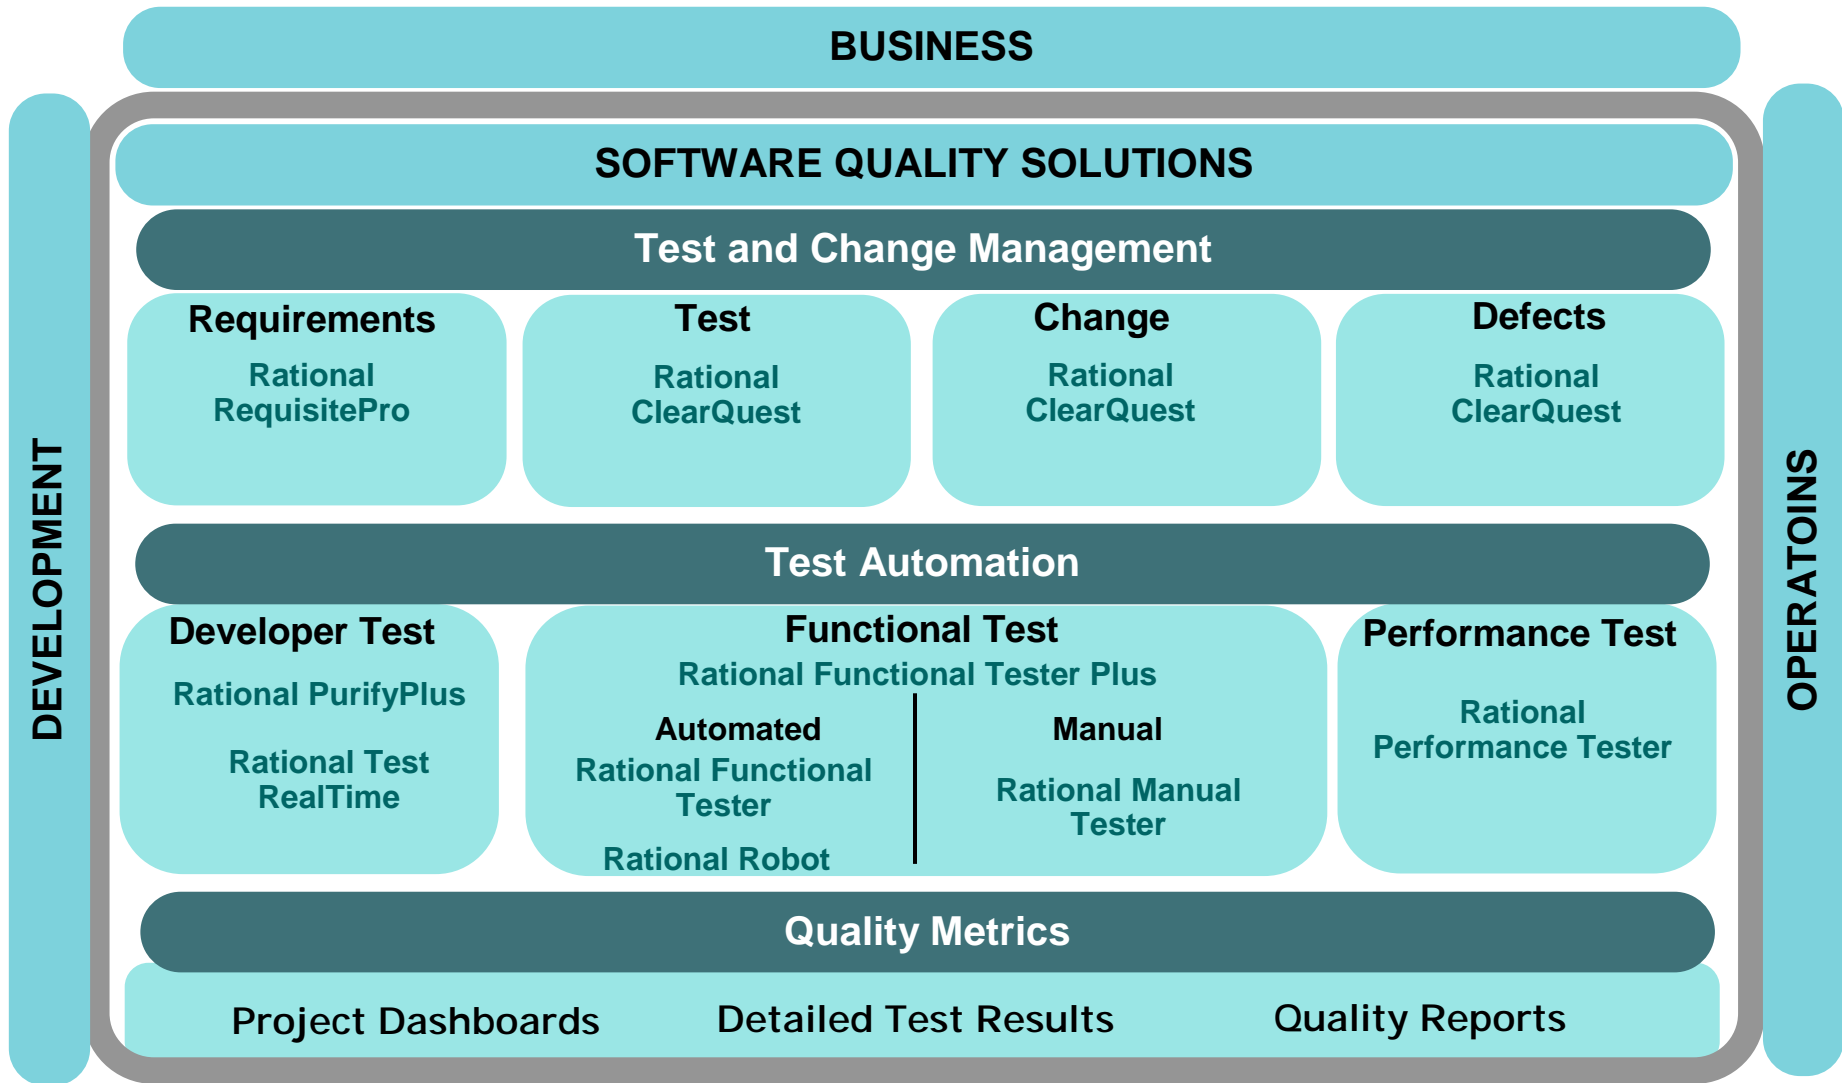 BUSINESS
DEVELOPMENT
OPERATOINS
SOFTWARE QUALITY SOLUTIONS
Test and Change Management
Requirements
Rational
RequisitePro
Test
Rational
ClearQuest
Change
Rational
ClearQuest
Defects
Rational
ClearQuest
Test Automation
Developer Test
Rational PurifyPlus
Rational Test
RealTime
Functional Test
Rational Functional Tester Plus
Automated
Rational Functional
Tester
Rational Robot
Manual
Rational Manual
Tester
Performance Test
Rational
Performance Tester
Quality Metrics
Project Dashboards
Detailed Test Results
Quality Reports